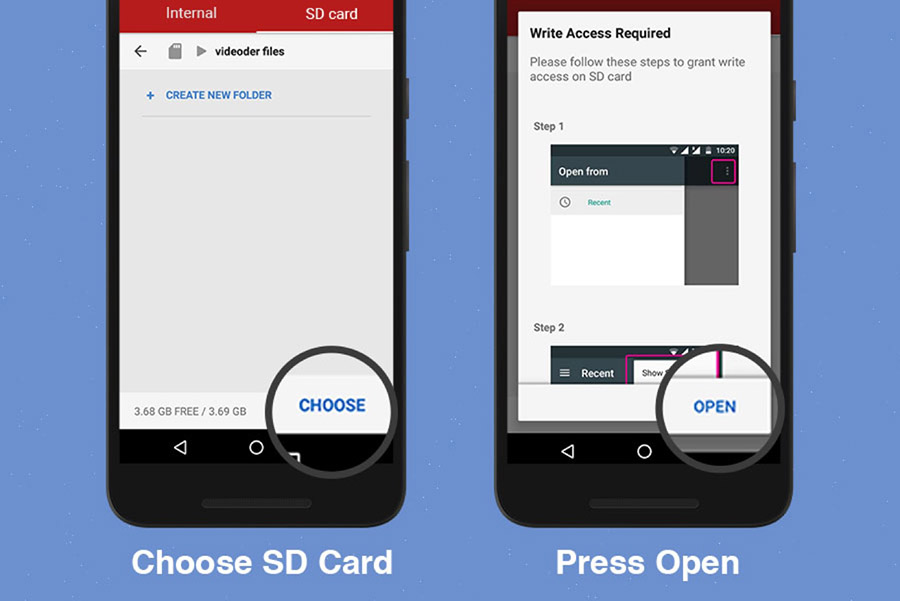 Internal
SD card
videoder files
+ CREATE NEW FOLDER
3.68 GB FREE / 3.69 GB
CHOOSE
Choose SD Card
Write Access Required
Please follow these steps to grant write
access on SD card
Step 1
10:20
Open from
Recent
Step 2
Recent
Show
OPEN
Press Open